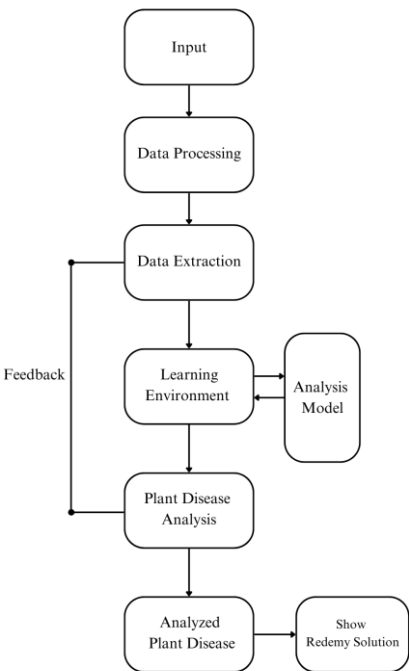 Input
Data Processing
Data Extraction
Feedback
Learning
Environment
Analysis
Model
Plant Disease
Analysis
Analyzed
Plant Disease
Show
Redemy Solution